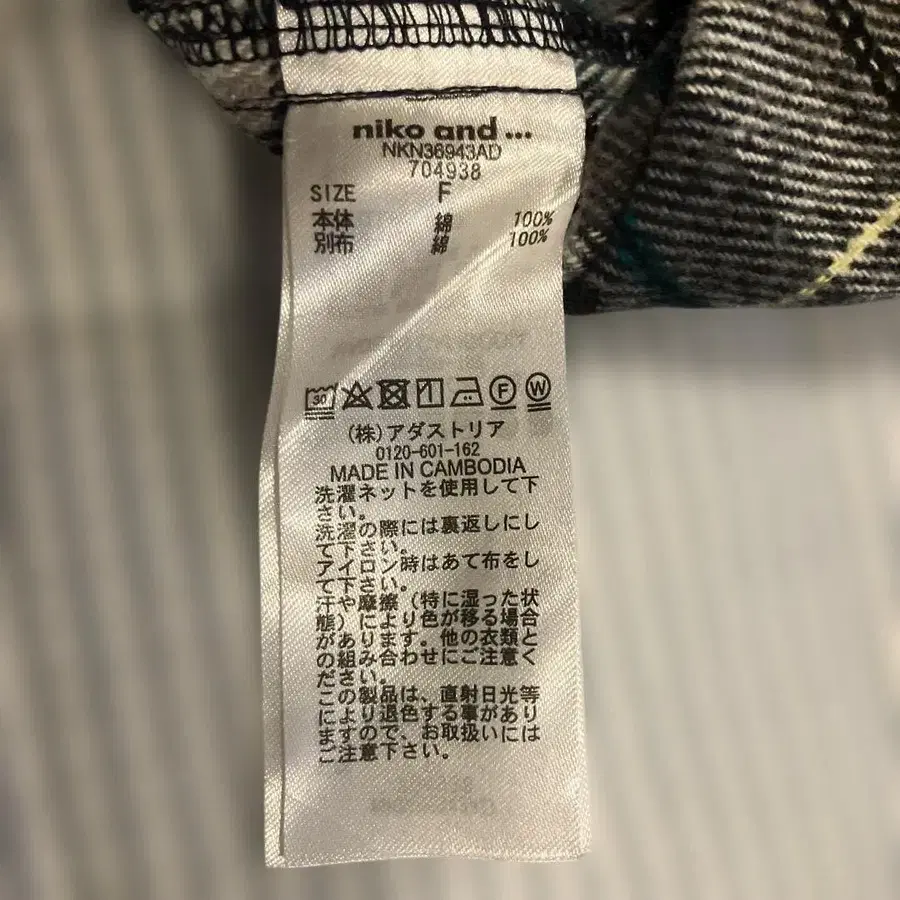 niko and ...
NKN36943AD
704938
SIZE F
本体 綿 100%
別布 綿 100%
30 F W
(株)アダストリア
0120-601-162
MADE IN CAMBODIA
洗濯ネットを使用して下
さい。
洗濯の際には裏返しにし
て下さい。
アイロン時はあて布をし
て下さい。
汗や摩擦(特に湿った状
態)により色が移る場合
があります。他の衣類と
の組み合わせにご注意く
ださい。
この製品は、直射日光等
により退色する事があり
ますので、お取扱いには
ご注意下さい。